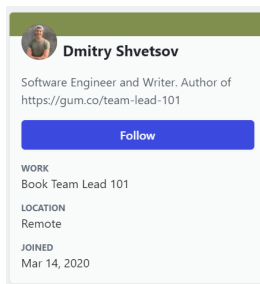 Dmitry Shvetsov
Software Engineer and Writer. Author of
https://gum.co/team-lead-101
Follow
WORK
Book Team Lead 101
LOCATION
Remote
JOINED
Mar 14, 2020